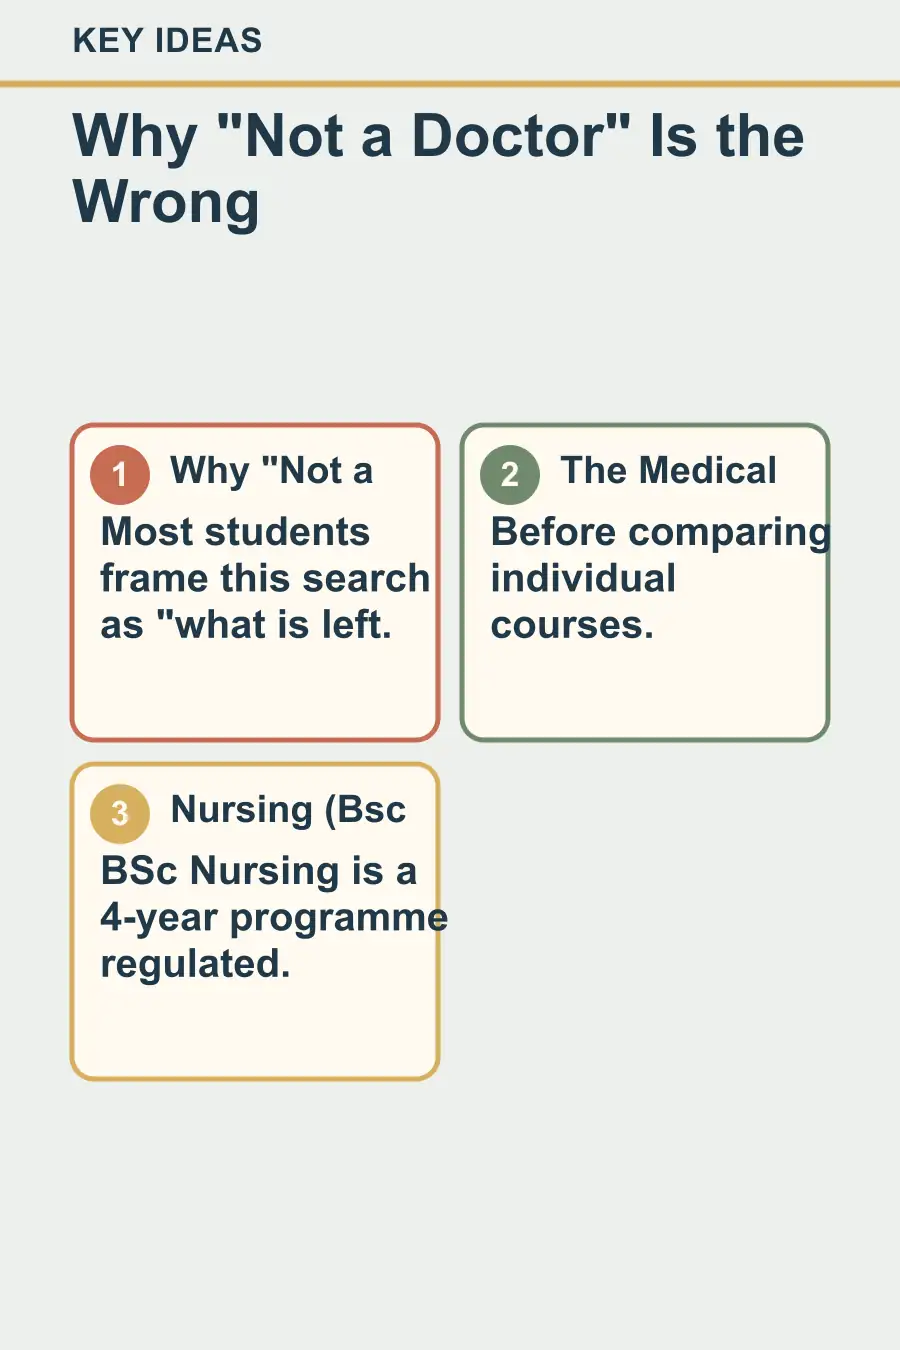 KEY IDEAS
Why "Not a Doctor" Is the
Wrong
1 Why "Not a
Most students
frame this search
as "what is left.
2 The Medical
Before comparing
individual
courses.
3 Nursing (Bsc
BSc Nursing is a
4-year programme
regulated.